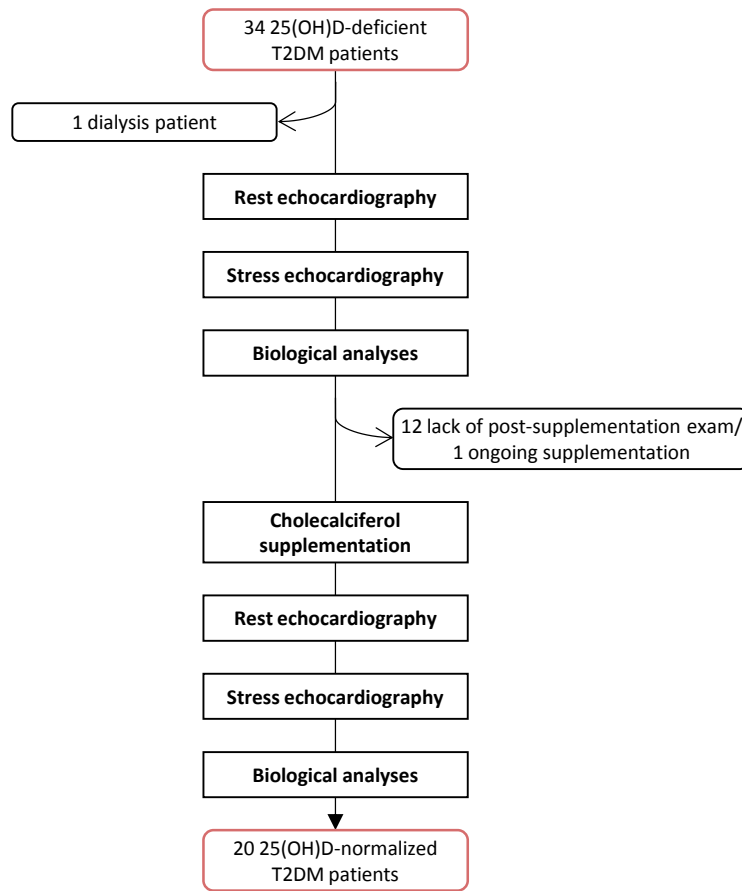 34 25(OH)D-deficient
T2DM patients
1 dialysis patient
Rest echocardiography
Stress echocardiography
Biological analyses
12 lack of post-supplementation exam/
1 ongoing supplementation
Cholecalciferol
supplementation
Rest echocardiography
Stress echocardiography
Biological analyses
20 25(OH)D-normalized
T2DM patients